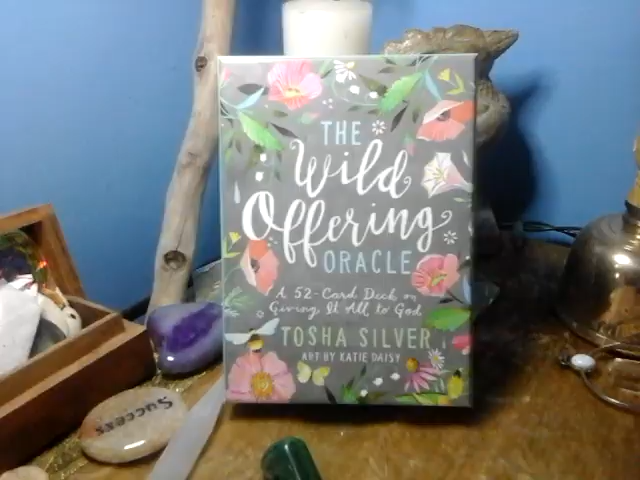 THE
Wild
Offering
ORACLE
A 52-Card Deck on
Giving It All to God
TOSHA SILVER
ART BY KATIE DAISY
Success